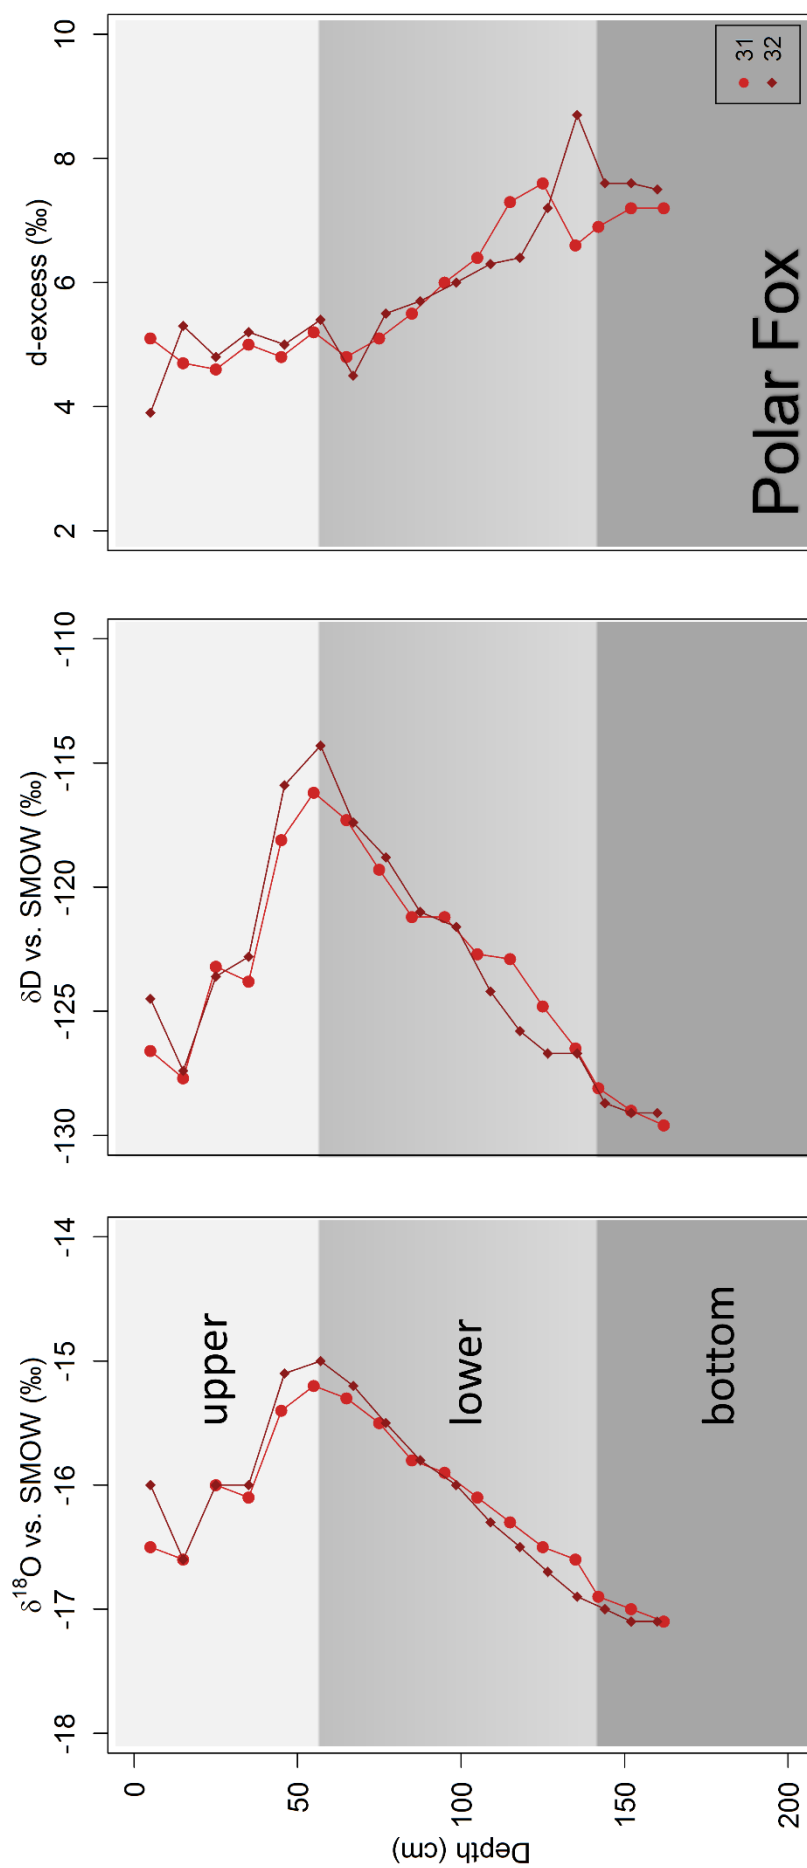 δ¹⁸O vs. SMOW (‰)
-18 -17 -16 -15 -14
δD vs. SMOW (‰)
-130 -125 -120 -115 -110
d-excess (‰)
2 4 6 8 10
Depth (cm)
0
50
100
150
200
upper
lower
bottom
31
32
Polar Fox